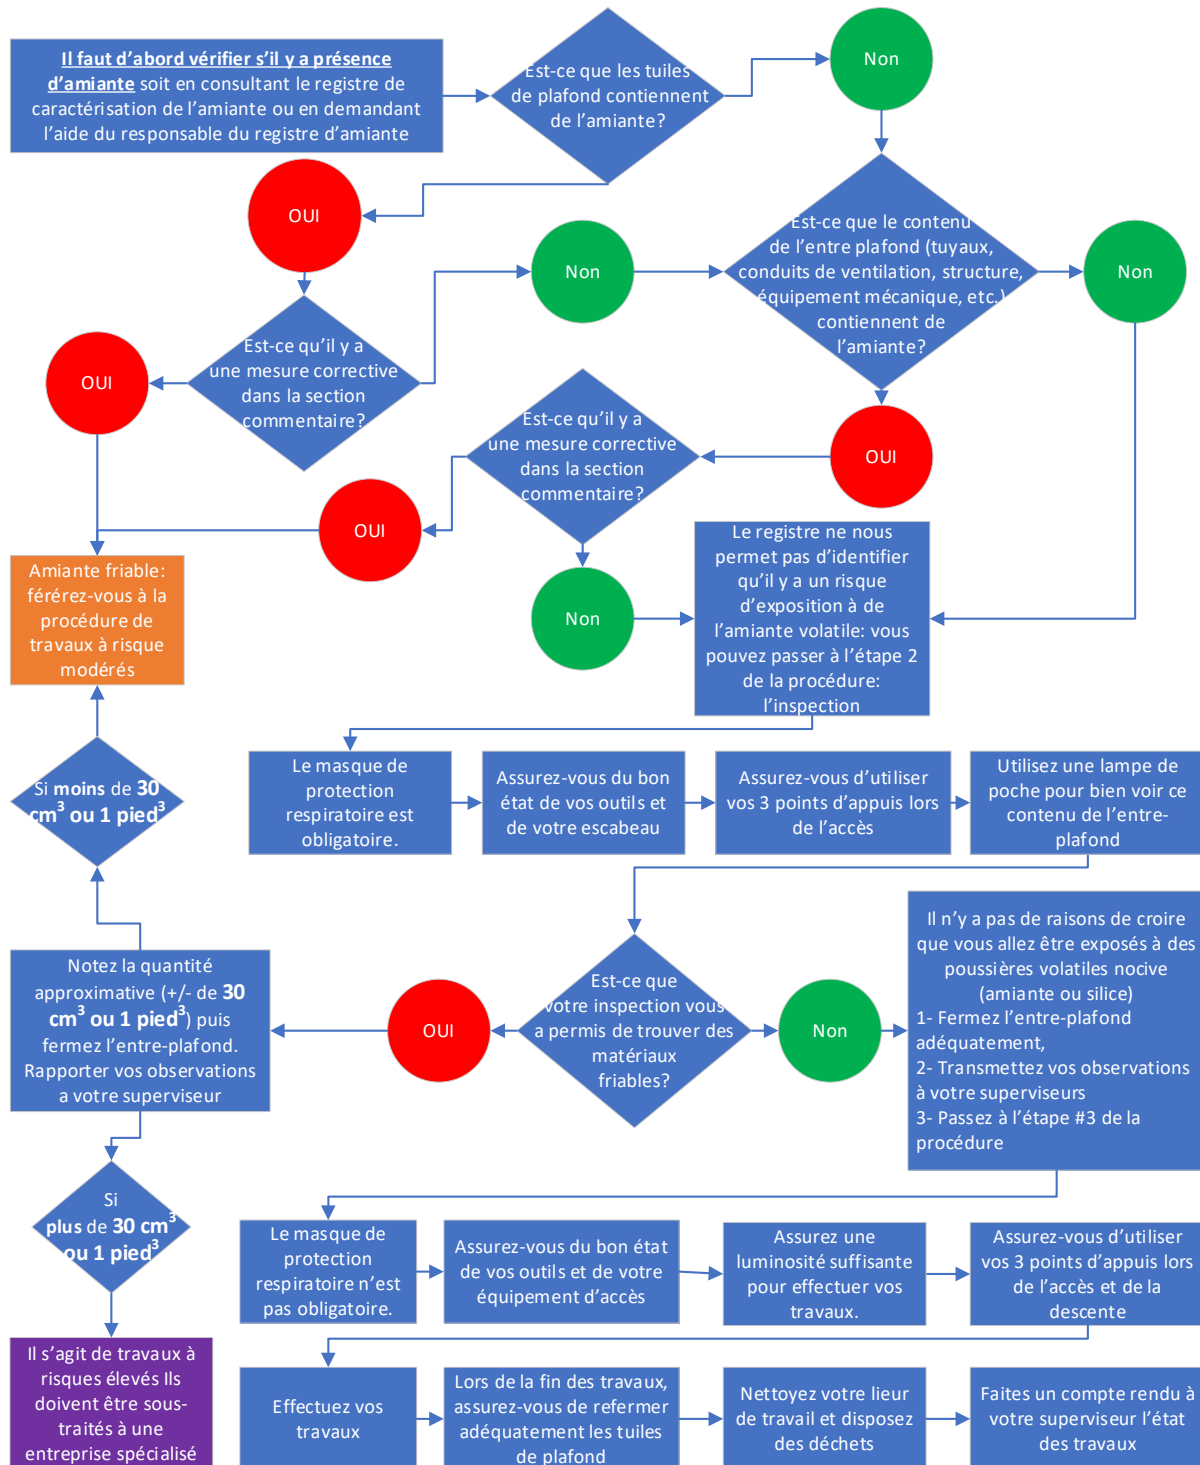 Il faut d'abord vérifier s'il y a présence
d'amiante soit en consultant le registre de
caractérisation de l'amiante ou en demandant
l'aide du responsable du registre d'amiante
Est-ce que les tuiles
de plafond contiennent
de l'amiante?
Non
OUI
Est-ce que le contenu
de l'entre plafond (tuyaux,
conduits de ventilation, structure,
équipement mécanique, etc.)
contiennent de
l'amiante?
Non
Non
Est-ce qu'il y a
une mesure corrective
dans la section
commentaire?
OUI
Est-ce qu'il y a
une mesure corrective
dans la section
commentaire?
OUI
OUI
Non
Le registre ne nous
permet pas d'identifier
qu'il y a un risque
d'exposition à de
l'amiante volatile: vous
pouvez passer à l'étape 2
de la procédure:
l'inspection
Amiante friable:
férérez-vous à la
procédure de
travaux à risque
modérés
Si moins de 30
cm³ ou 1 pied³
Le masque de
protection
respiratoire est
obligatoire.
Assurez-vous du bon
état de vos outils et
de votre escabeau
Assurez-vous d'utiliser
vos 3 points d'appuis lors
de l'accès
Utilisez une lampe de
poche pour bien voir ce
contenu de l'entre-
plafond
Notez la quantité
approximative (+/- de 30
cm³ ou 1 pied³) puis
fermez l'entre-plafond.
Rapporter vos observations
a votre superviseur
OUI
Est-ce que
votre inspection vous
a permis de trouver des
matériaux
friables?
Non
Il n'y a pas de raisons de croire
que vous allez être exposés à des
poussières volatiles nocive
(amiante ou silice)
1- Fermez l'entre-plafond
adéquatement,
2- Transmettez vos observations
à votre superviseurs
3- Passez à l'étape #3 de la
procédure
Si
plus de 30 cm³
ou 1 pied³
Il s'agit de travaux à
risques élevés Ils
doivent être sous-
traités à une
entreprise spécialisé
Le masque de
protection
respiratoire n'est
pas obligatoire.
Assurez-vous du bon état
de vos outils et de votre
équipement d'accès
Assurez une
luminosité suffisante
pour effectuer vos
travaux.
Assurez-vous d'utiliser
vos 3 points d'appuis lors
de l'accès et de la
descente
Effectuez vos
travaux
Lors de la fin des travaux,
assurez-vous de refermer
adéquatement les tuiles
de plafond
Nettoyez votre lieur
de travail et disposez
des déchets
Faites un compte rendu à
votre superviseur l'état
des travaux